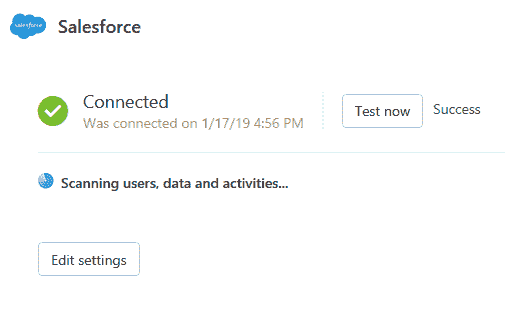 salesforce Salesforce
Connected
Was connected on 1/17/19 4:56 PM
Test now Success
Scanning users, data and activities...
Edit settings